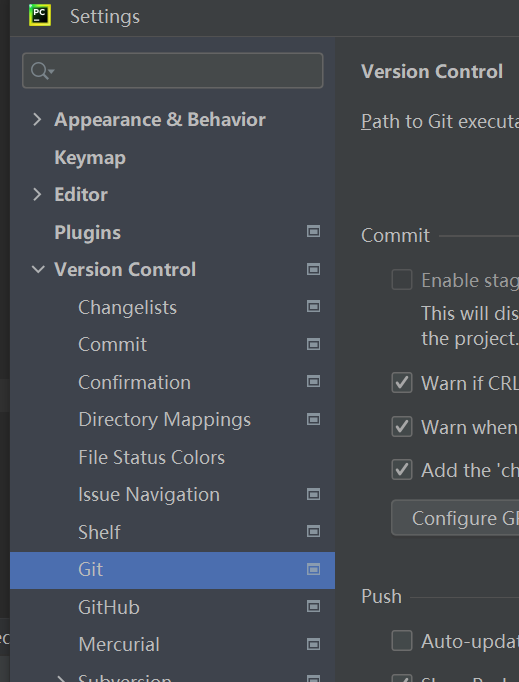 PC
Settings
Appearance & Behavior
Keymap
Editor
Plugins
Version Control
Changelists
Commit
Confirmation
Directory Mappings
File Status Colors
Issue Navigation
Shelf
Git
GitHub
Mercurial
Subversion
Version Control
Path to Git executa
Commit
Enable stag
This will dis
the project.
Warn if CRL
Warn when
Add the 'ch
Configure GP
Push
Auto-updat